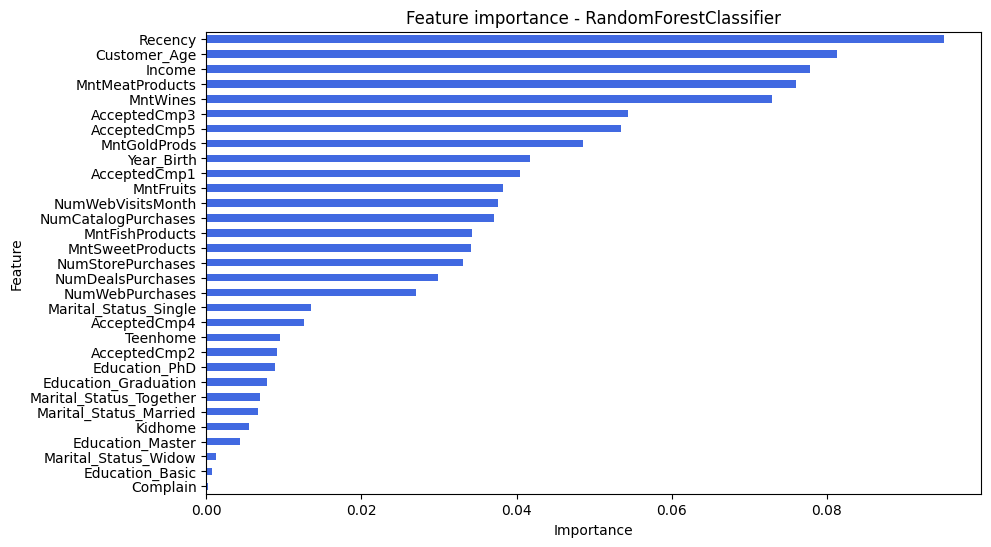 Feature importance - RandomForestClassifier
Recency
Customer_Age
Income
MntMeatProducts
MntWines
AcceptedCmp3
AcceptedCmp5
MntGoldProds
Year_Birth
AcceptedCmp1
MntFruits
NumWebVisitsMonth
NumCatalogPurchases
MntFishProducts
MntSweetProducts
NumStorePurchases
NumDealsPurchases
NumWebPurchases
Marital_Status_Single
AcceptedCmp4
Teenhome
AcceptedCmp2
Education_PhD
Education_Graduation
Marital_Status_Together
Marital_Status_Married
Kidhome
Education_Master
Marital_Status_Widow
Education_Basic
Complain
Feature
0.00 0.02 0.04 0.06 0.08
Importance